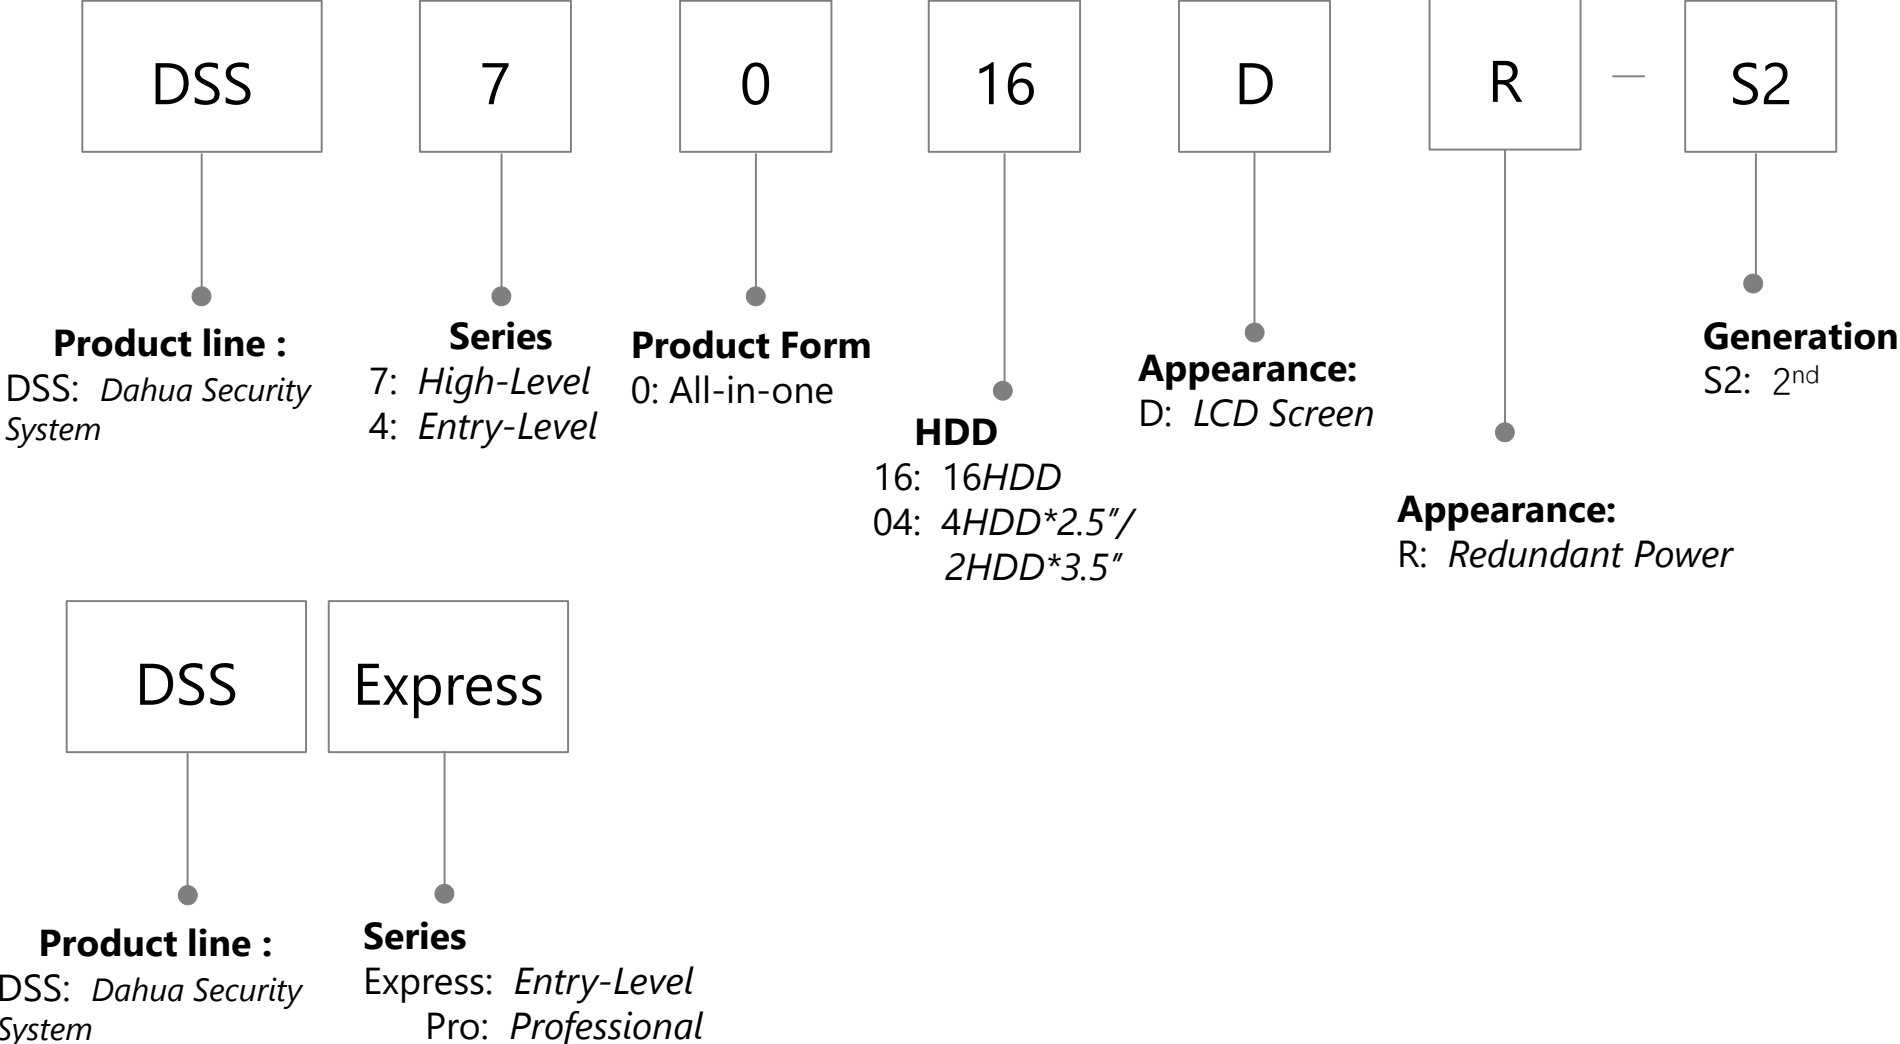 DSS 7 0 16 D R — S2
Product line :
DSS: Dahua Security
System
Series
7: High-Level
4: Entry-Level
Product Form
0: All-in-one
HDD
16: 16HDD
04: 4HDD*2.5″/
2HDD*3.5″
Appearance:
D: LCD Screen
Appearance:
R: Redundant Power
Generation
S2: 2nd
DSS Express
Product line :
DSS: Dahua Security
System
Series
Express: Entry-Level
Pro: Professional